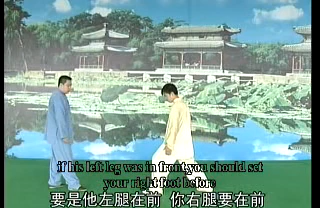 if his left leg was in front,you should set
your right foot before
要是他左腿在前 你右腿要在前